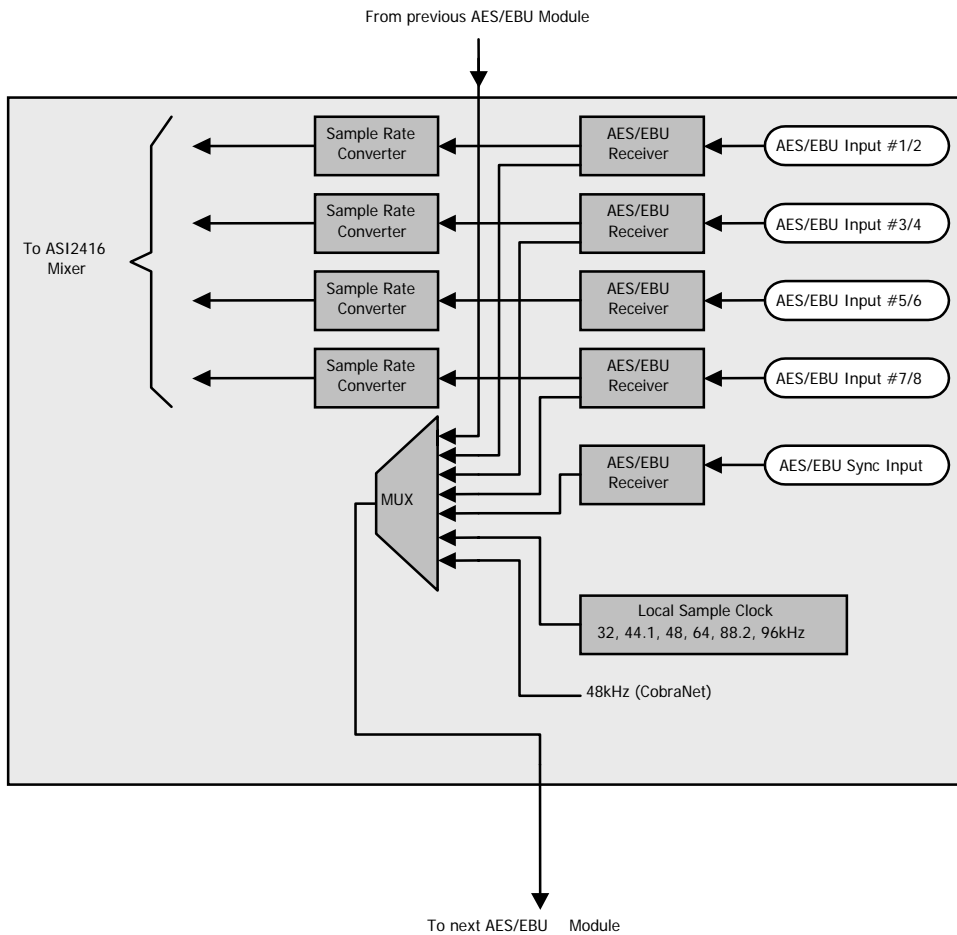 From previous AES/EBU Module
Sample Rate
Converter
AES/EBU
Receiver
AES/EBU Input #1/2
Sample Rate
Converter
AES/EBU
Receiver
AES/EBU Input #3/4
To ASI2416
Mixer
Sample Rate
Converter
AES/EBU
Receiver
AES/EBU Input #5/6
Sample Rate
Converter
AES/EBU
Receiver
AES/EBU Input #7/8
AES/EBU
Receiver
AES/EBU Sync Input
MUX
Local Sample Clock
32, 44.1, 48, 64, 88.2, 96kHz
48kHz (CobraNet)
To next AES/EBU Module